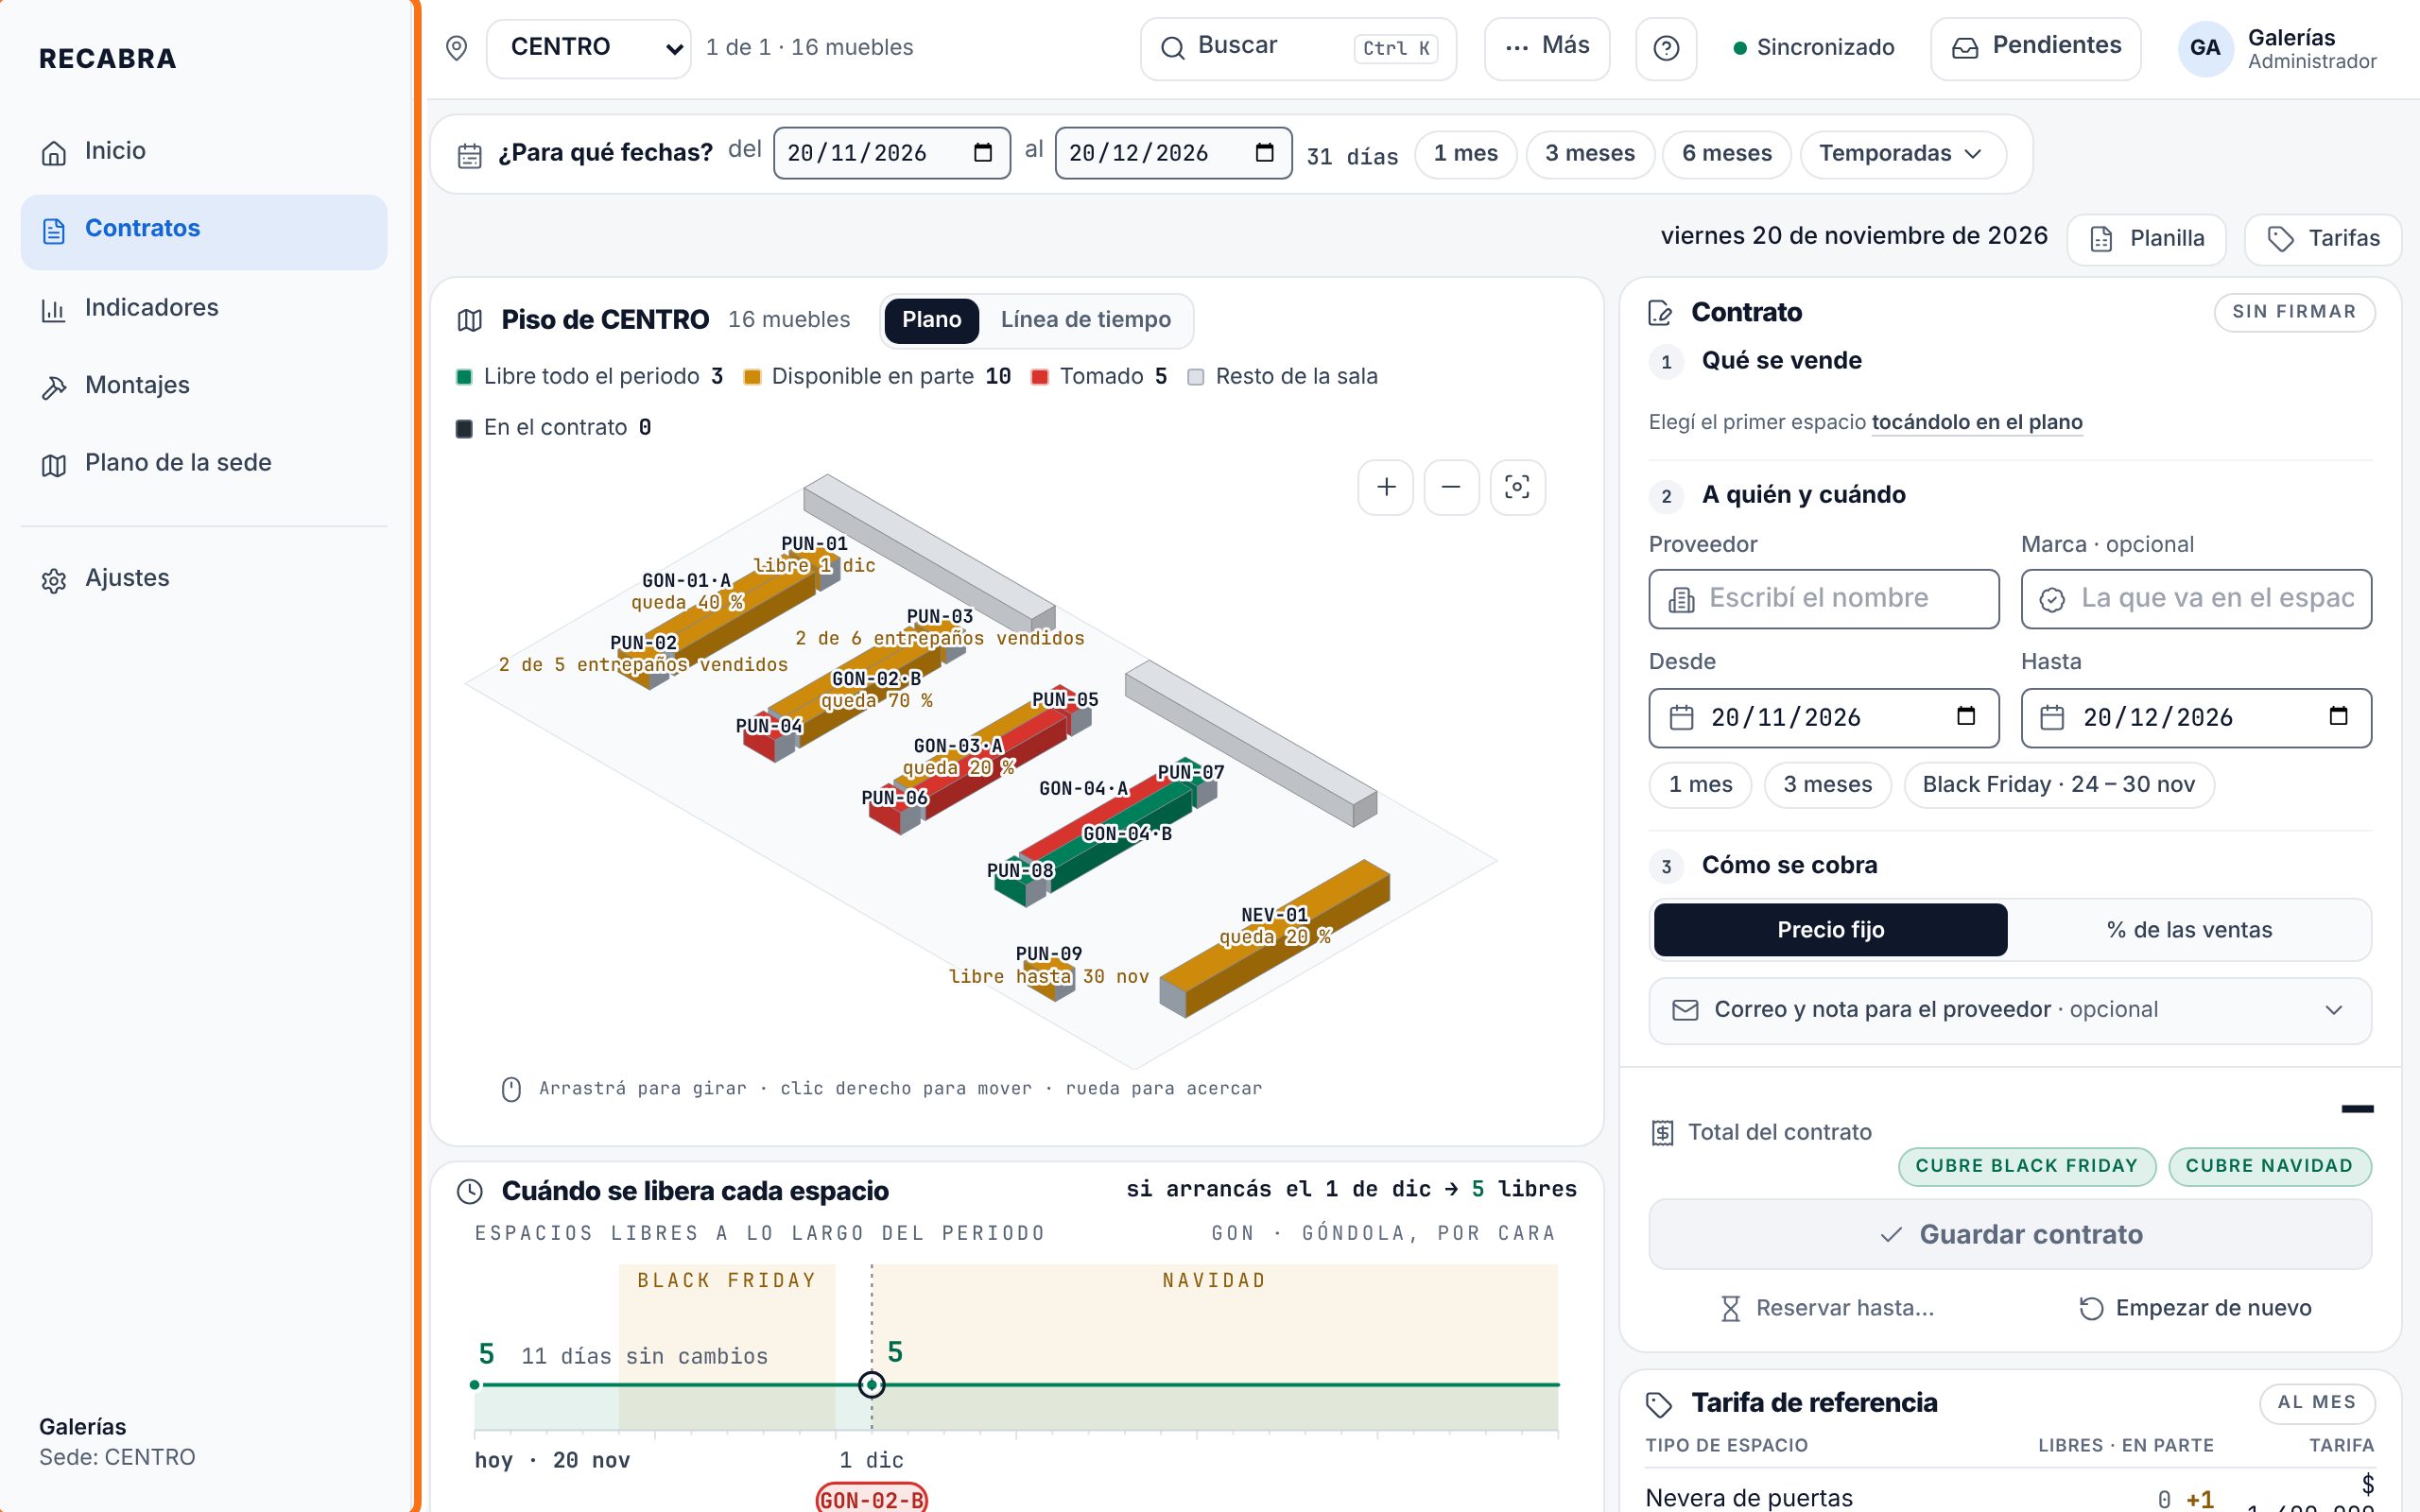 RECABRA
Inicio
Contratos
Indicadores
Montajes
Plano de la sede
Ajustes
Galerías
Sede: CENTRO
CENTRO
1 de 1 · 16 muebles
Buscar
Ctrl K
Más
Sincronizado
Pendientes
GA
Galerías
Administrador
¿Para qué fechas? del 20/11/2026 al 20/12/2026 31 días
1 mes
3 meses
6 meses
Temporadas
viernes 20 de noviembre de 2026
Planilla
Tarifas
Piso de CENTRO 16 muebles
Plano
Línea de tiempo
Libre todo el periodo 3
Disponible en parte 10
Tomado 5
Resto de la sala
En el contrato 0
PUN-01
libre 1 dic
GON-01·A
queda 40 %
PUN-03
2 de 6 entrepaños vendidos
PUN-02
2 de 5 entrepaños vendidos
GON-02·B
queda 70 %
PUN-05
PUN-04
GON-03·A
queda 20 %
PUN-07
GON-04·A
PUN-06
GON-04·B
PUN-08
NEV-01
queda 20 %
PUN-09
libre hasta 30 nov
Arrastrá para girar · clic derecho para mover · rueda para acercar
Cuándo se libera cada espacio
si arrancás el 1 de dic → 5 libres
ESPACIOS LIBRES A LO LARGO DEL PERIODO
GON · GÓNDOLA, POR CARA
BLACK FRIDAY
NAVIDAD
5 11 días sin cambios
5
hoy · 20 nov
1 dic
GON-02-B
Contrato
SIN FIRMAR
1 Qué se vende
Elegí el primer espacio tocándolo en el plano
2 A quién y cuándo
Proveedor
Marca · opcional
Escribí el nombre
La que va en el espac
Desde
Hasta
20/11/2026
20/12/2026
1 mes
3 meses
Black Friday · 24 – 30 nov
3 Cómo se cobra
Precio fijo
% de las ventas
Correo y nota para el proveedor · opcional
Total del contrato
CUBRE BLACK FRIDAY
CUBRE NAVIDAD
Guardar contrato
Reservar hasta...
Empezar de nuevo
Tarifa de referencia
AL MES
TIPO DE ESPACIO
LIBRES · EN PARTE
TARIFA
Nevera de puertas
0 +1
$